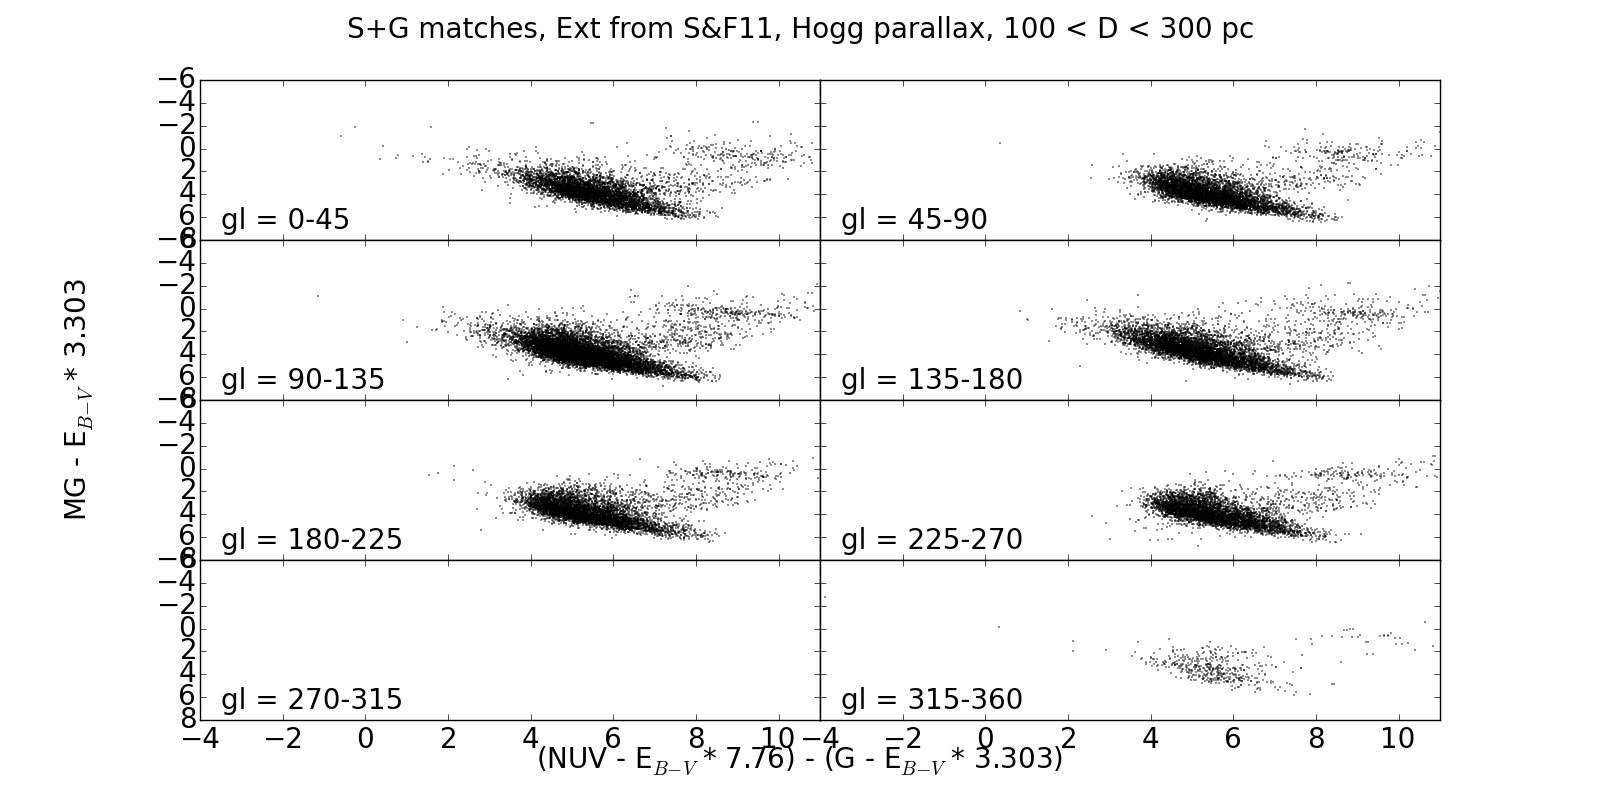 S+G matches, Ext from S&F11, Hogg parallax, 100 < D < 300 pc
MG - E_{B−V} * 3.303
−6
−4
−2
0
2
4
6
8
gl = 0-45
gl = 45-90
−6
−4
−2
0
2
4
6
8
gl = 90-135
gl = 135-180
−6
−4
−2
0
2
4
6
8
gl = 180-225
gl = 225-270
−6
−4
−2
0
2
4
6
8
gl = 270-315
gl = 315-360
−4 −2 0 2 4 6 8 10 −4 −2 0 2 4 6 8 10
(NUV - E_{B−V} * 7.76) - (G - E_{B−V} * 3.303)